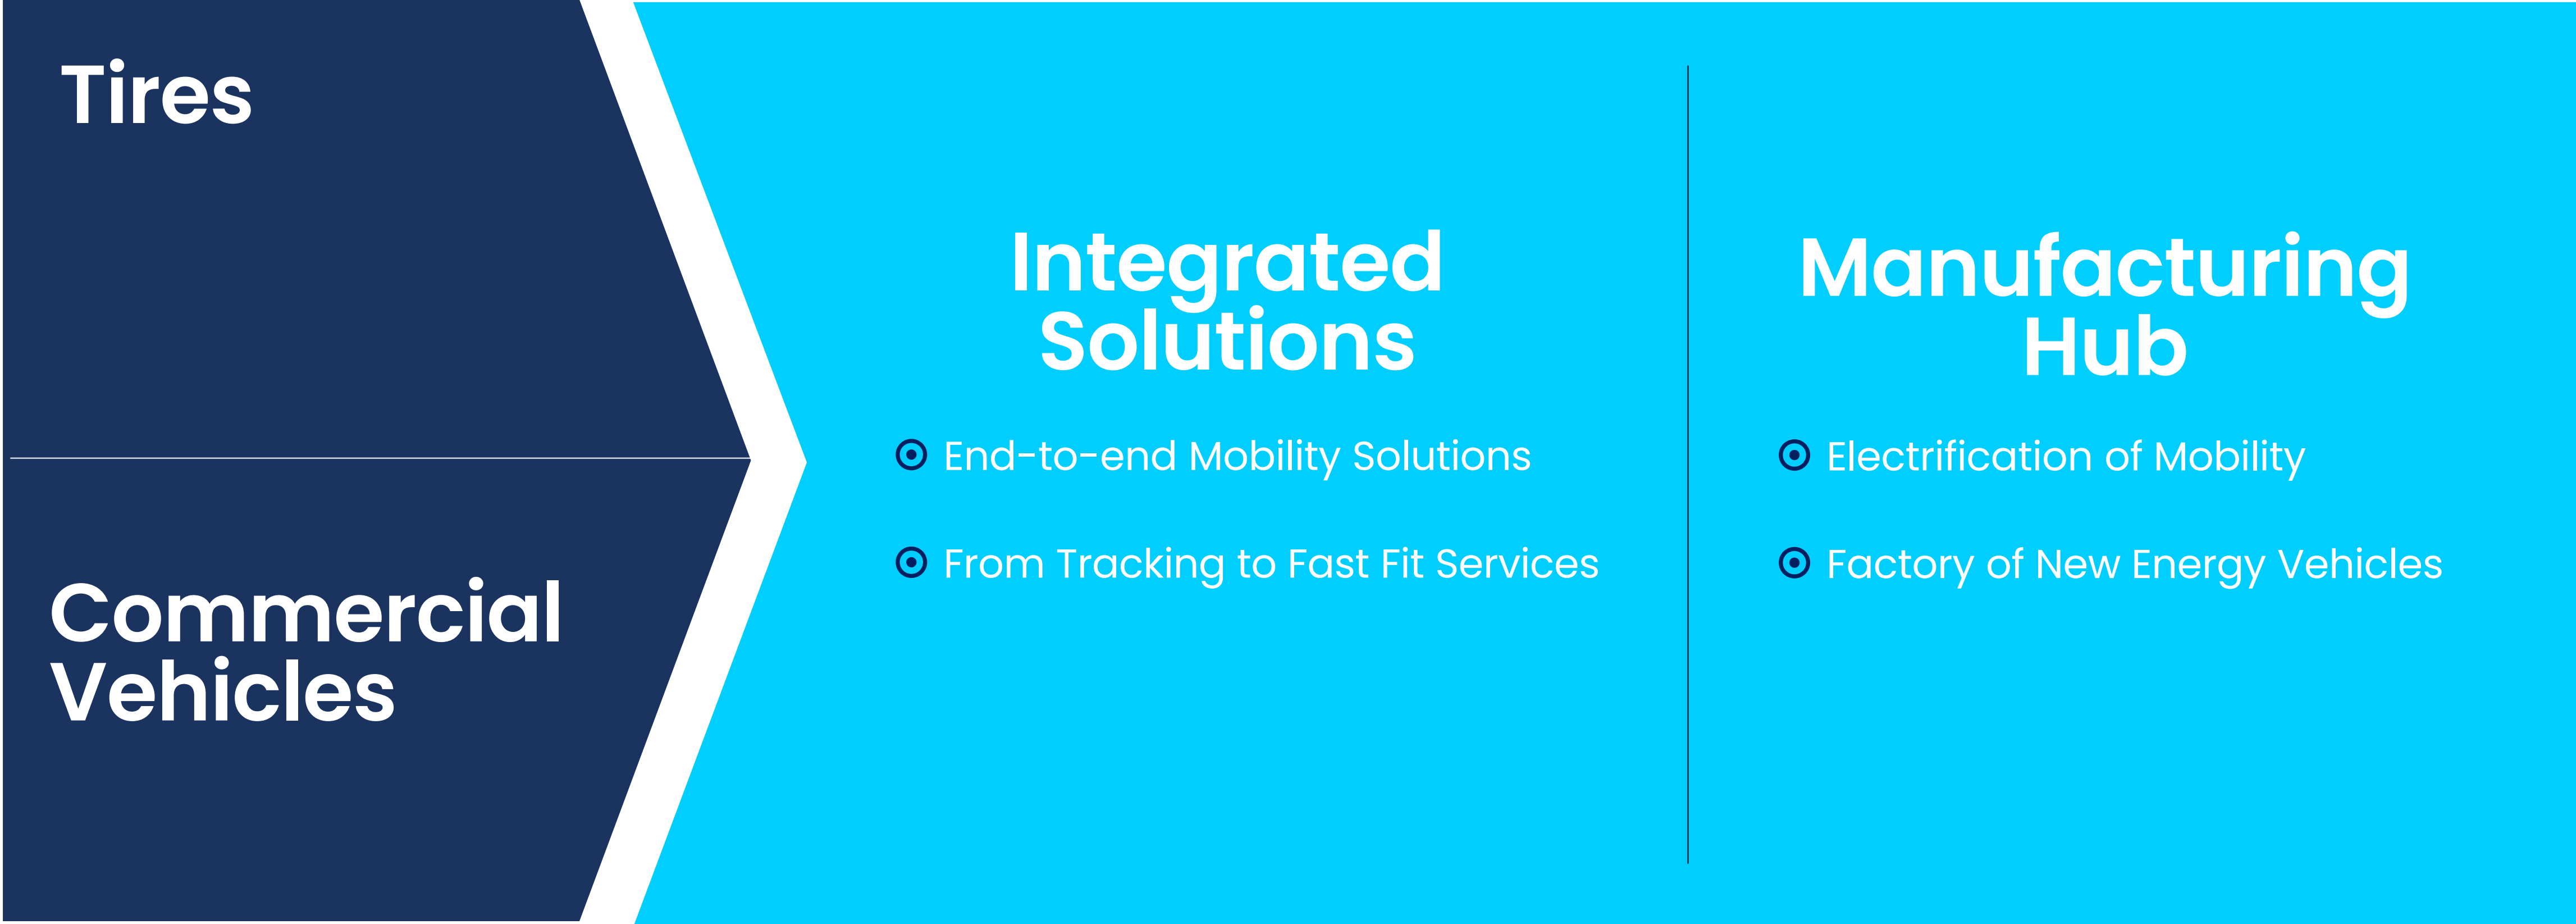 Tires
Commercial
Vehicles
Integrated
Solutions
End-to-end Mobility Solutions
From Tracking to Fast Fit Services
Manufacturing
Hub
Electrification of Mobility
Factory of New Energy Vehicles